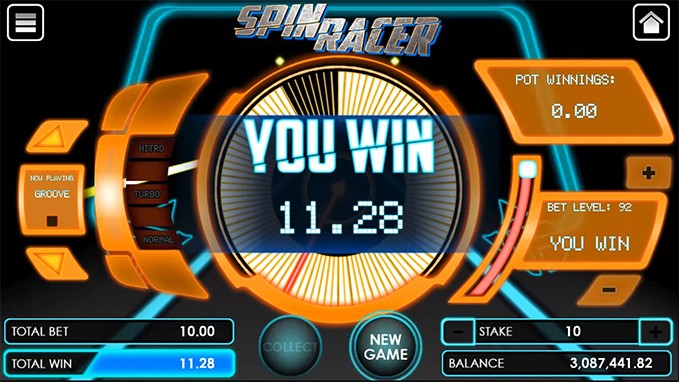 SPIN RACER
POT WINNINGS:
0.00
YOU WIN
11.28
NITRO
TURBO
NORMAL
NOW PLAYING
GROOVE
+
BET LEVEL: 92
YOU WIN
-
TOTAL BET 10.00
TOTAL WIN 11.28
COLLECT
NEW
GAME
- STAKE 10 +
BALANCE 3,087,441.82